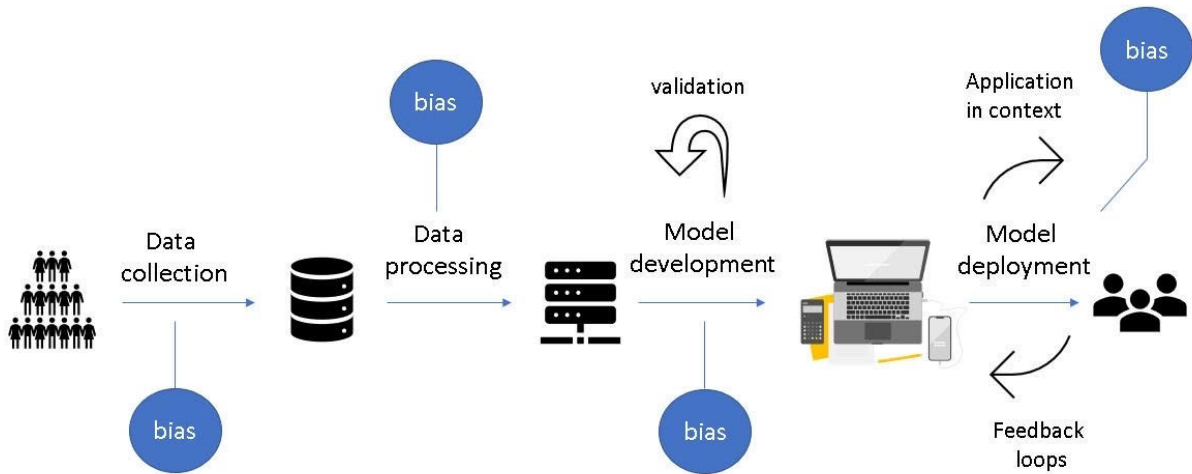 bias
bias
validation
Application
in context
Data
collection
Data
processing
Model
development
Model
deployment
bias
bias
Feedback
loops